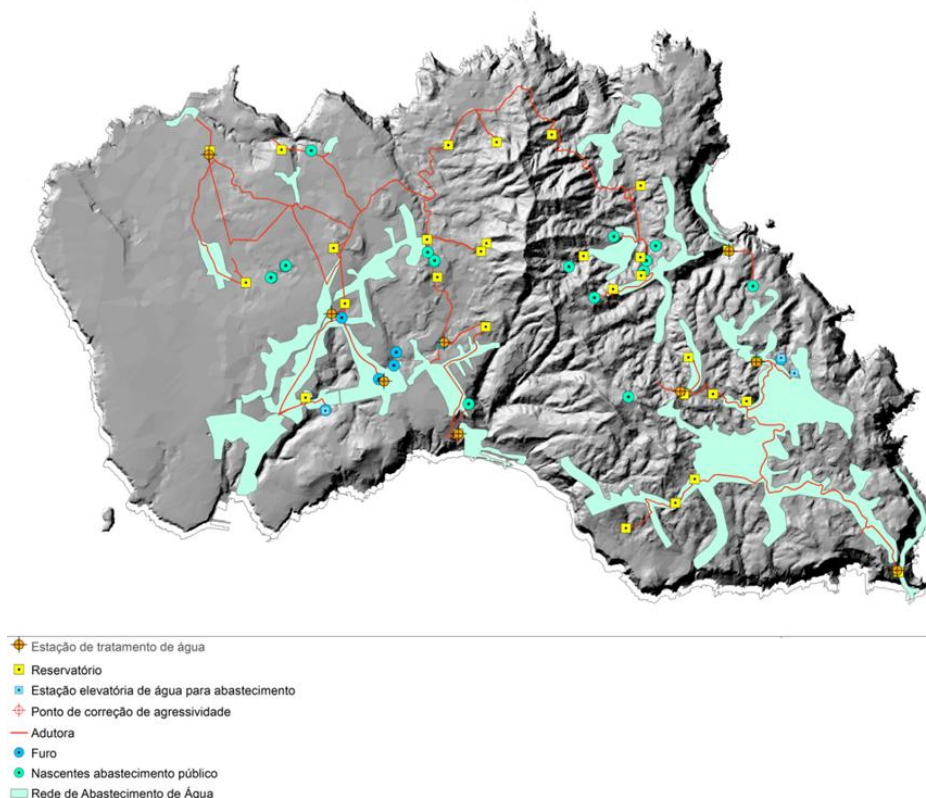 Estação de tratamento de água
Reservatório
Estação elevatória de água para abastecimento
Ponto de correção de agressividade
Adutora
Furo
Nascentes abastecimento público
Rede de Abastecimento de Água